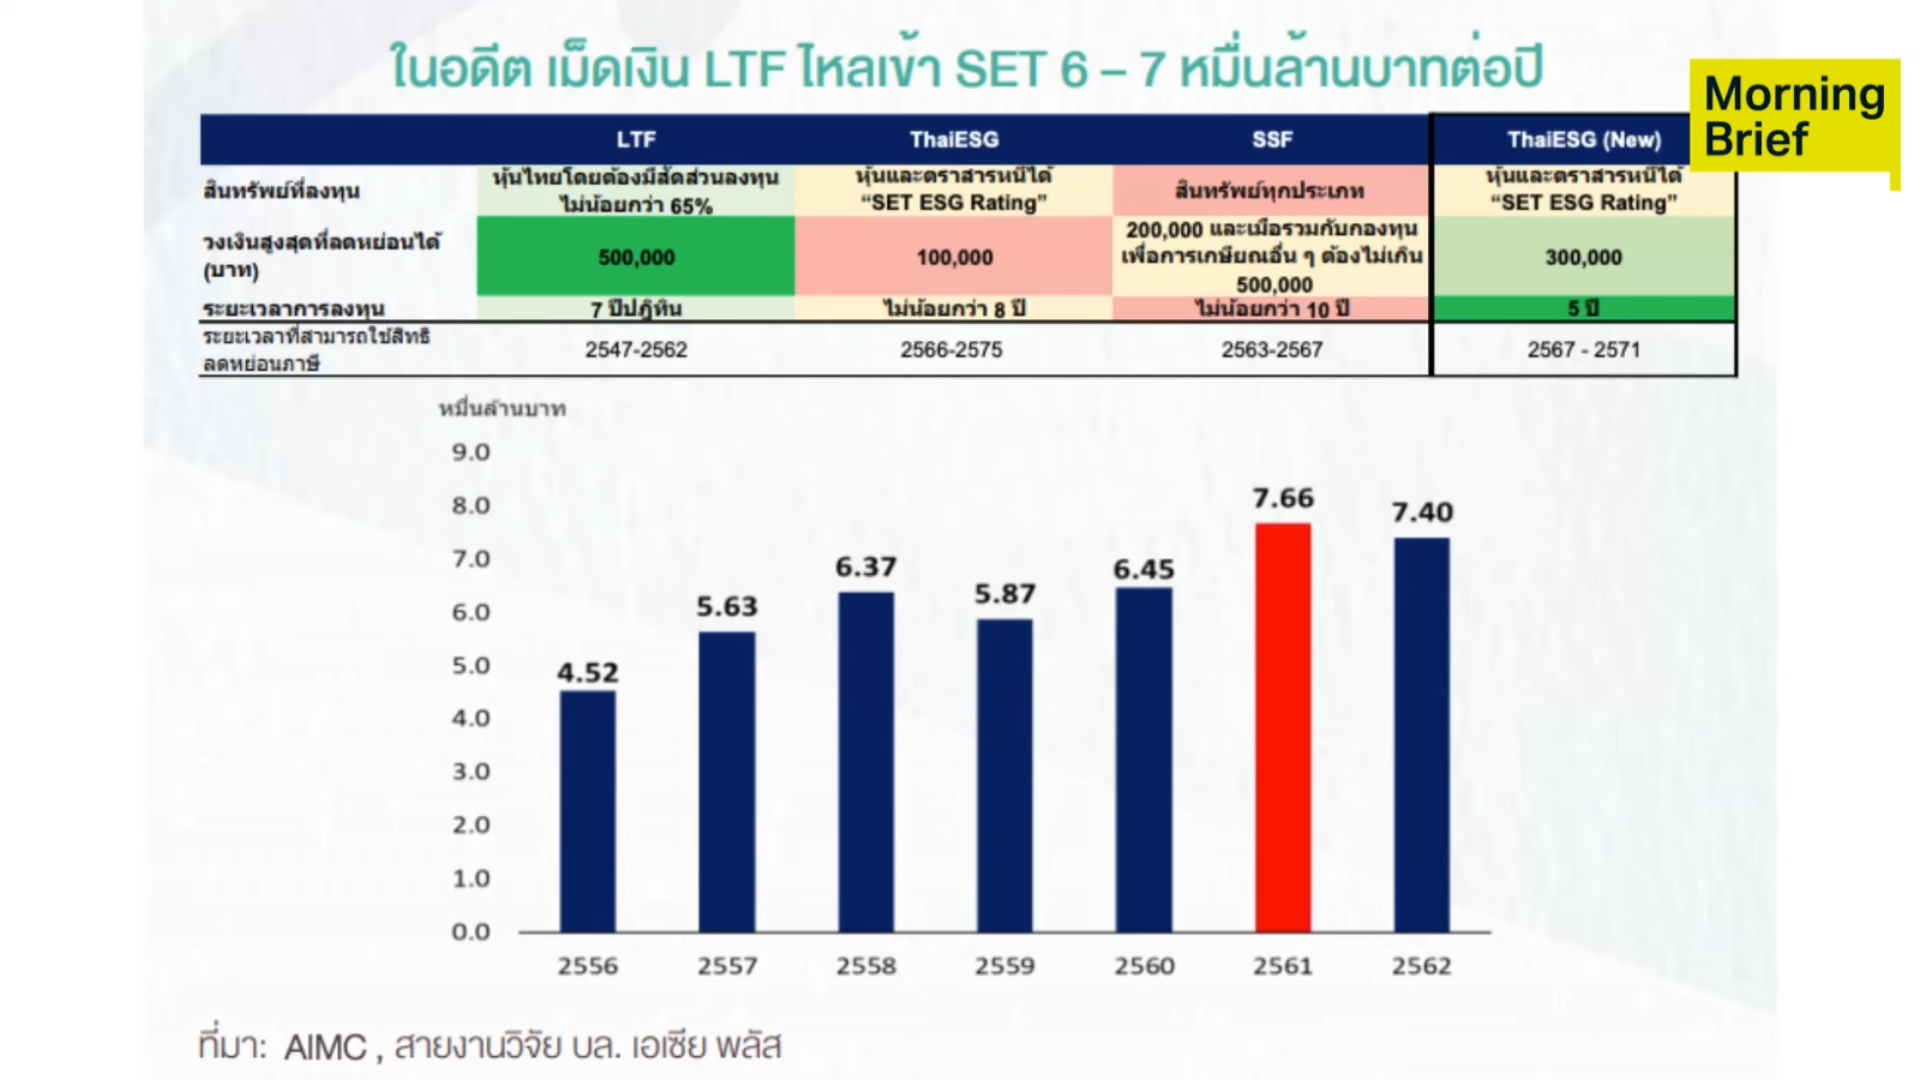 ในอดีต เม็ดเงิน LTF ไหลเข้า SET 6 – 7 หมื่นล้านบาทต่อปี
Morning
Brief
LTF ThaiESG SSF ThaiESG (New)
สินทรัพย์ที่ลงทุน
หุ้นไทยโดยต้องมีสัดส่วนลงทุน
ไม่น้อยกว่า 65%
หุ้นและตราสารหนี้ได้
“SET ESG Rating”
สินทรัพย์ทุกประเภท
หุ้นและตราสารหนี้ได้
“SET ESG Rating”
วงเงินสูงสุดที่ลดหย่อนได้
(บาท)
500,000
100,000
200,000 และเมื่อรวมกับกองทุน
เพื่อการเกษียณอื่น ๆ ต้องไม่เกิน
500,000
300,000
ระยะเวลาการลงทุน 7 ปีปฏิทิน ไม่น้อยกว่า 8 ปี ไม่น้อยกว่า 10 ปี 5 ปี
ระยะเวลาที่สามารถใช้สิทธิ
ลดหย่อนภาษี
2547-2562 2566-2575 2563-2567 2567 - 2571
หมื่นล้านบาท
9.0
8.0
7.0
6.0
5.0
4.0
3.0
2.0
1.0
0.0
4.52 5.63 6.37 5.87 6.45 7.66 7.40
2556 2557 2558 2559 2560 2561 2562
ที่มา: AIMC , สายงานวิจัย บล. เอเซีย พลัส